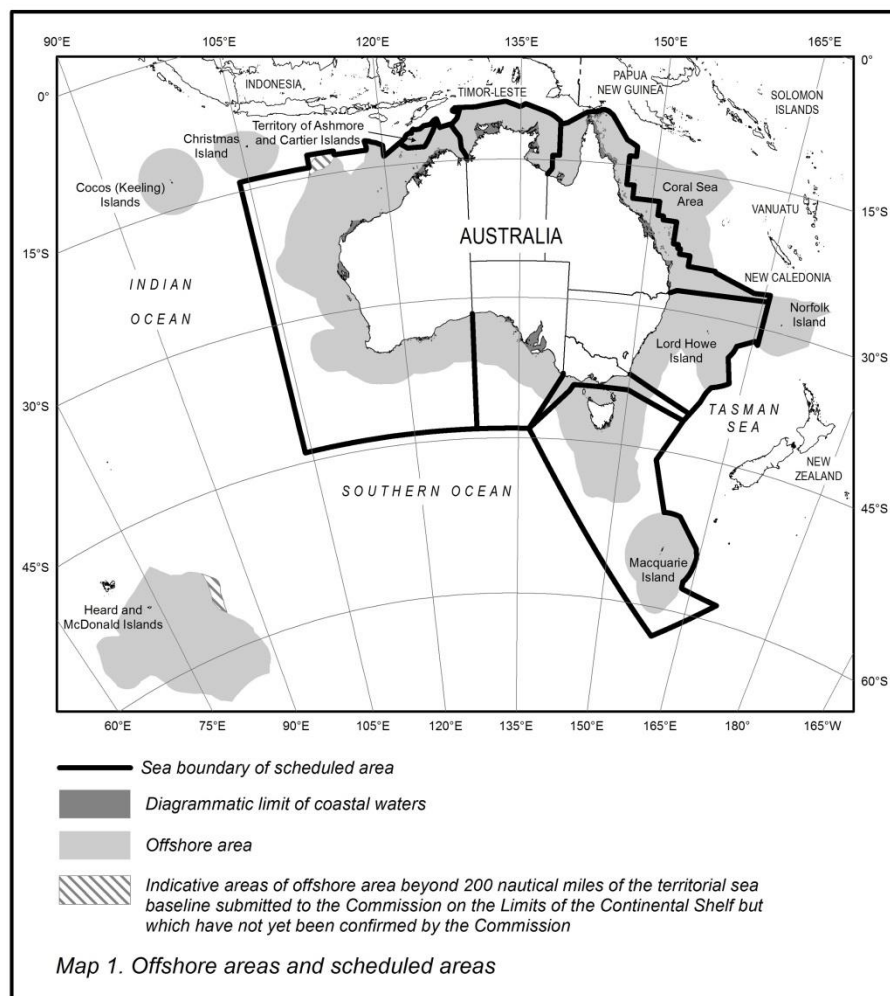 90°E
105°E
120°E
135°E
150°E
165°E
0°
0°
INDONESIA
TIMOR-LESTE
PAPUA
NEW GUINEA
SOLOMON
ISLANDS
Christmas
Island
Territory of Ashmore
and Cartier Islands
Cocos (Keeling)
Islands
Coral Sea
Area
VANUATU
15°S
15°S
AUSTRALIA
INDIAN
OCEAN
NEW CALEDONIA
Norfolk
Island
Lord Howe
Island
30°S
30°S
TASMAN
SEA
NEW
ZEALAND
SOUTHERN OCEAN
45°S
45°S
Macquarie
Island
Heard and
McDonald Islands
60°S
60°E
75°E
90°E
105°E
120°E
135°E
150°E
165°E
180°
165°W
Sea boundary of scheduled area
Diagrammatic limit of coastal waters
Offshore area
Indicative areas of offshore area beyond 200 nautical miles of the territorial sea
baseline submitted to the Commission on the Limits of the Continental Shelf but
which have not yet been confirmed by the Commission
Map 1. Offshore areas and scheduled areas